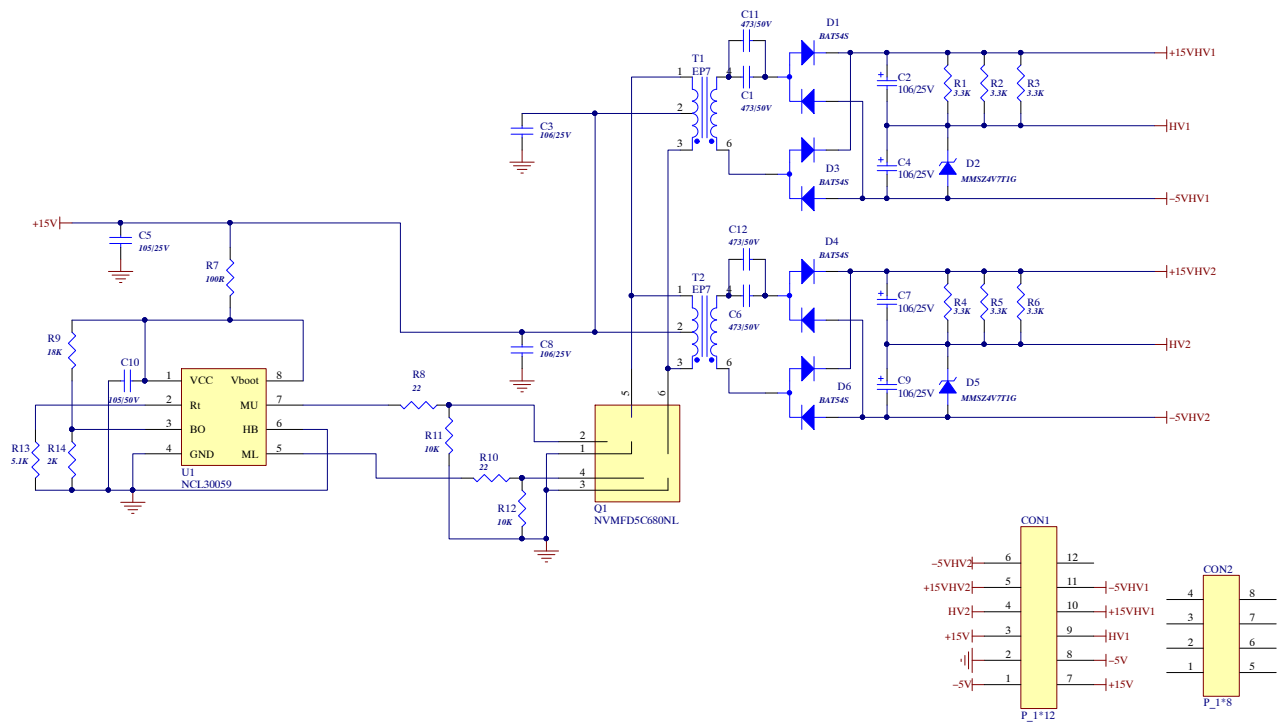 C11
473/50V
D1
BAT54S
T1
EP7
1
2
3
4
6
C1
473/50V
+15VHV1
C2
106/25V
R1
3.3K
R2
3.3K
R3
3.3K
C3
106/25V
HV1
D3
BAT54S
C4
106/25V
D2
MMSZ4V7T1G
-5VHV1
+15V
C5
105/25V
R7
100R
C12
473/50V
D4
BAT54S
T2
EP7
1
2
3
4
6
C6
473/50V
+15VHV2
C7
106/25V
R4
3.3K
R5
3.3K
R6
3.3K
C8
106/25V
HV2
D6
BAT54S
C9
106/25V
D5
MMSZ4V7T1G
-5VHV2
R9
18K
C10
105/50V
1 VCC Vboot 8
2 Rt MU 7
3 BO HB 6
4 GND ML 5
U1
NCL30059
R13
5.1K
R14
2K
R8
22
R11
10K
R10
22
R12
10K
5
6
2
1
4
3
Q1
NVMFD5C680NL
CON1
-5VHV2 6 12
+15VHV2 5 11 -5VHV1
HV2 4 10 +15VHV1
+15V 3 9 HV1
2 8 -5V
-5V 1 7 +15V
P_1*12
CON2
4 8
3 7
2 6
1 5
P_1*8